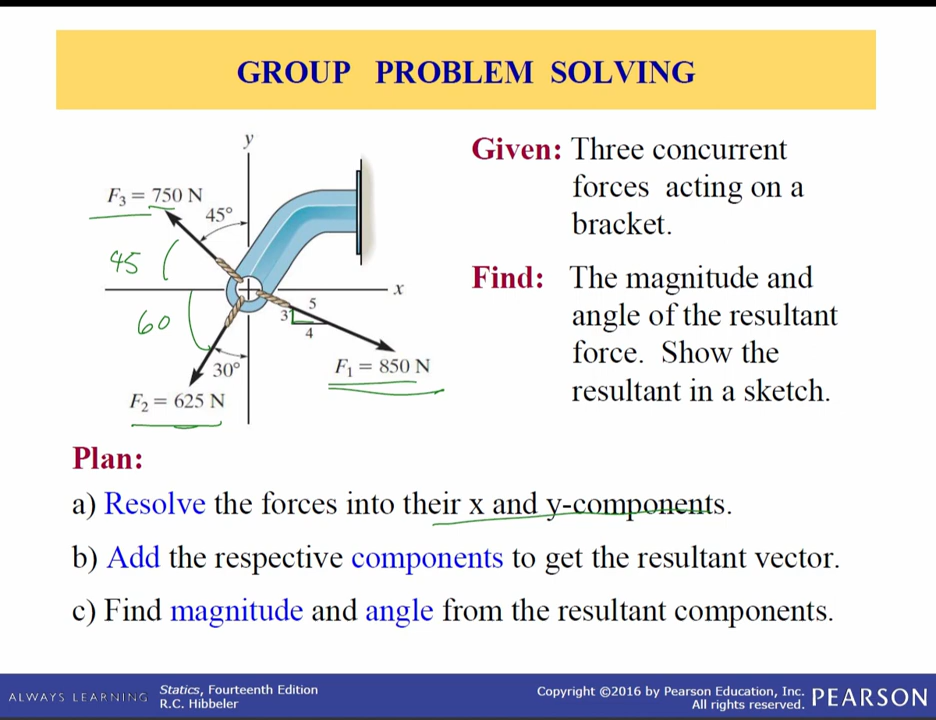 GROUP PROBLEM SOLVING
y
F3 = 750 N
45°
45
x
5
3
4
60
30°
F1 = 850 N
F2 = 625 N
Given: Three concurrent
forces acting on a
bracket.
Find: The magnitude and
angle of the resultant
force. Show the
resultant in a sketch.
Plan:
a) Resolve the forces into their x and y-components.
b) Add the respective components to get the resultant vector.
c) Find magnitude and angle from the resultant components.
ALWAYS LEARNING
Statics, Fourteenth Edition
R.C. Hibbeler
Copyright ©2016 by Pearson Education, Inc.
All rights reserved.
PEARSON